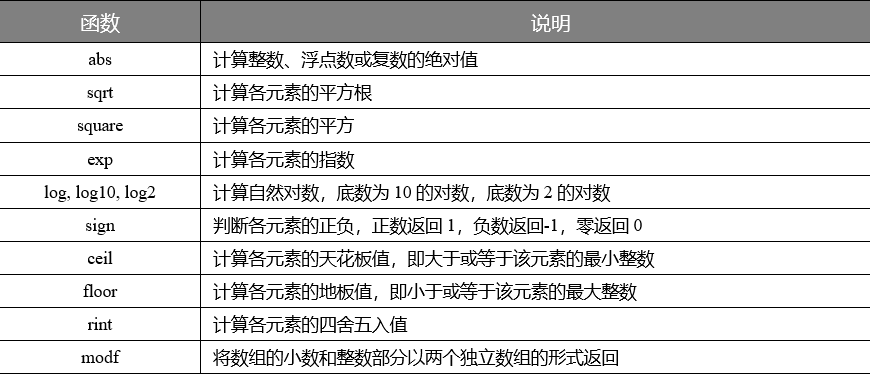 函数 说明
abs 计算整数、浮点数或复数的绝对值
sqrt 计算各元素的平方根
square 计算各元素的平方
exp 计算各元素的指数
log, log10, log2 计算自然对数，底数为 10 的对数，底数为 2 的对数
sign 判断各元素的正负，正数返回 1，负数返回-1，零返回 0
ceil 计算各元素的天花板值，即大于或等于该元素的最小整数
floor 计算各元素的地板值，即小于或等于该元素的最大整数
rint 计算各元素的四舍五入值
modf 将数组的小数和整数部分以两个独立数组的形式返回